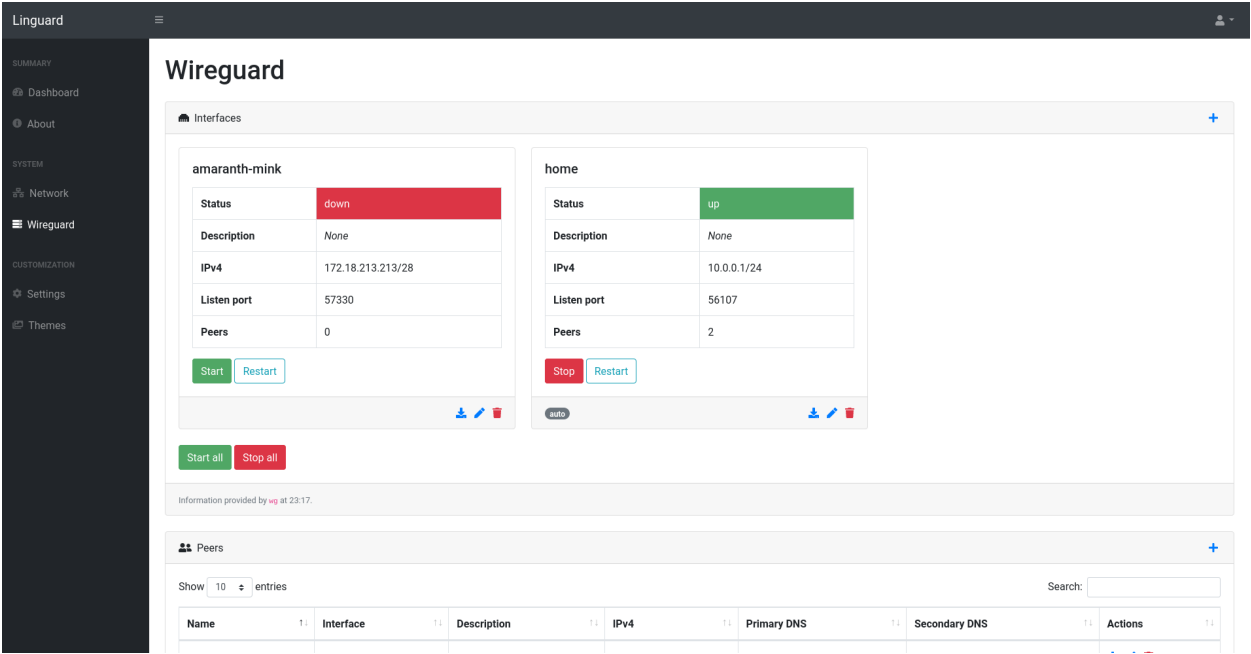 Linguard
SUMMARY
Dashboard
About
SYSTEM
Network
Wireguard
CUSTOMIZATION
Settings
Themes
Wireguard
Interfaces
amaranth-mink
Status down
Description None
IPv4 172.18.213.213/28
Listen port 57330
Peers 0
Start Restart
home
Status up
Description None
IPv4 10.0.0.1/24
Listen port 56107
Peers 2
Stop Restart
auto
Start all Stop all
Information provided by wg at 23:17.
Peers
Show 10 entries Search:
Name Interface Description IPv4 Primary DNS Secondary DNS Actions